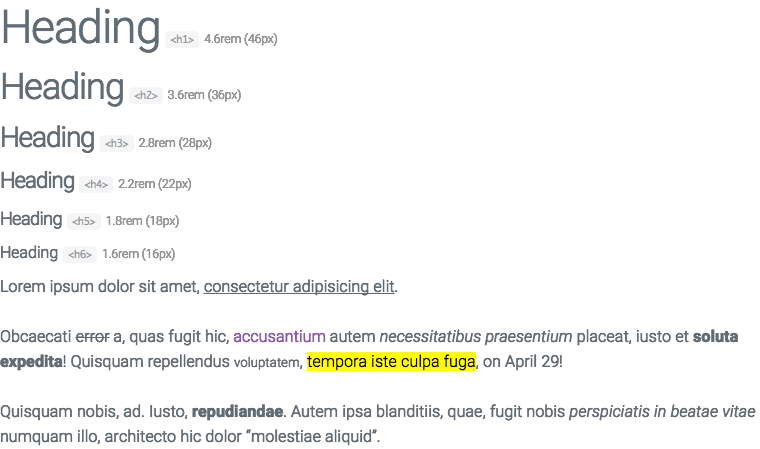 Heading <h1> 4.6rem (46px)
Heading <h2> 3.6rem (36px)
Heading <h3> 2.8rem (28px)
Heading <h4> 2.2rem (22px)
Heading <h5> 1.8rem (18px)
Heading <h6> 1.6rem (16px)
Lorem ipsum dolor sit amet, consectetur adipisicing elit.
Obcaecati error a, quas fugit hic, accusantium autem necessitatibus praesentium placeat, iusto et soluta
expedita! Quisquam repellendus voluptatem, tempora iste culpa fuga, on April 29!
Quisquam nobis, ad. Iusto, repudiandae. Autem ipsa blanditiis, quae, fugit nobis perspiciatis in beatae vitae
numquam illo, architecto hic dolor “molestiae aliquid”.